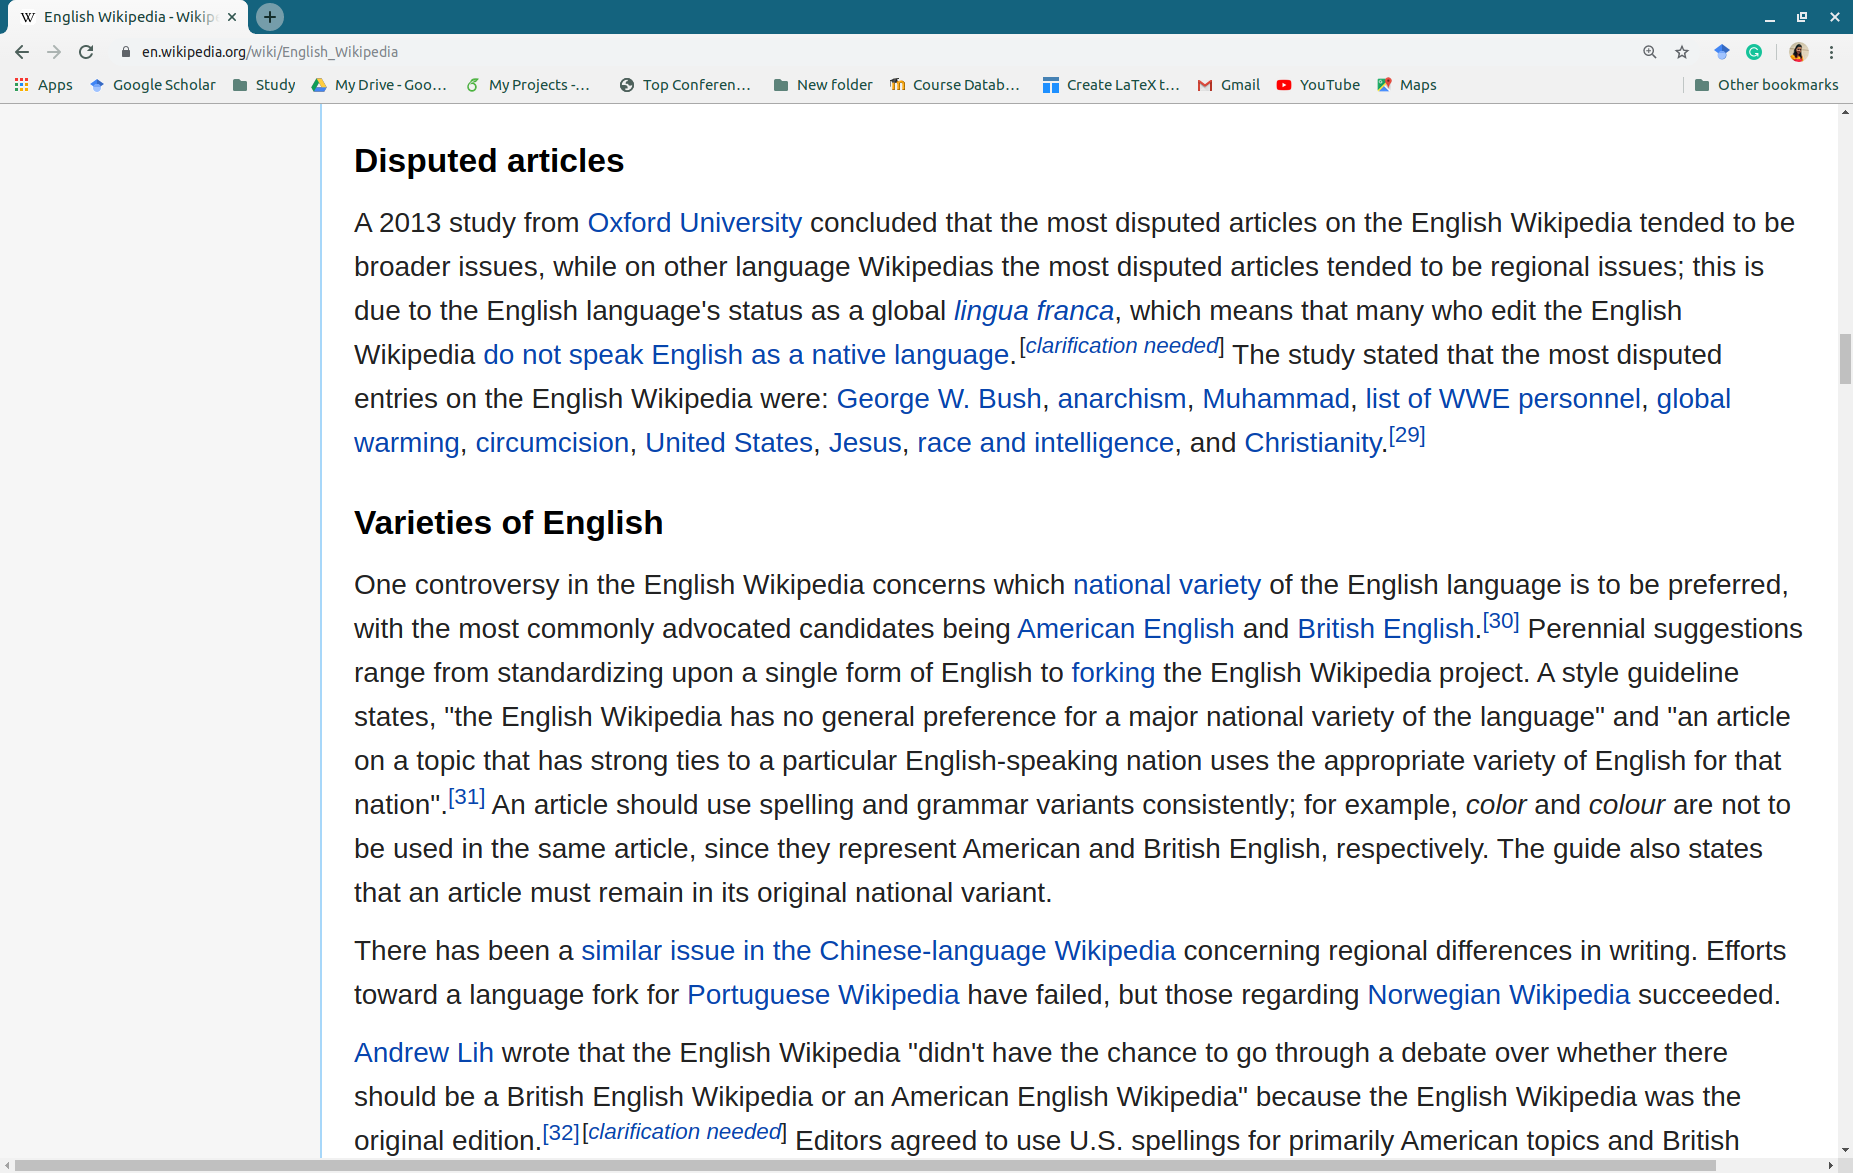 English Wikipedia - Wikip
en.wikipedia.org/wiki/English_Wikipedia
Apps Google Scholar Study My Drive - Goo... My Projects -... Top Conferen... New folder Course Datab... Create LaTeX t... Gmail YouTube Maps Other bookmarks
Disputed articles
A 2013 study from Oxford University concluded that the most disputed articles on the English Wikipedia tended to be
broader issues, while on other language Wikipedias the most disputed articles tended to be regional issues; this is
due to the English language's status as a global lingua franca, which means that many who edit the English
Wikipedia do not speak English as a native language.[clarification needed] The study stated that the most disputed
entries on the English Wikipedia were: George W. Bush, anarchism, Muhammad, list of WWE personnel, global
warming, circumcision, United States, Jesus, race and intelligence, and Christianity.[29]
Varieties of English
One controversy in the English Wikipedia concerns which national variety of the English language is to be preferred,
with the most commonly advocated candidates being American English and British English.[30] Perennial suggestions
range from standardizing upon a single form of English to forking the English Wikipedia project. A style guideline
states, "the English Wikipedia has no general preference for a major national variety of the language" and "an article
on a topic that has strong ties to a particular English-speaking nation uses the appropriate variety of English for that
nation".[31] An article should use spelling and grammar variants consistently; for example, color and colour are not to
be used in the same article, since they represent American and British English, respectively. The guide also states
that an article must remain in its original national variant.
There has been a similar issue in the Chinese-language Wikipedia concerning regional differences in writing. Efforts
toward a language fork for Portuguese Wikipedia have failed, but those regarding Norwegian Wikipedia succeeded.
Andrew Lih wrote that the English Wikipedia "didn't have the chance to go through a debate over whether there
should be a British English Wikipedia or an American English Wikipedia" because the English Wikipedia was the
original edition.[32][clarification needed] Editors agreed to use U.S. spellings for primarily American topics and British